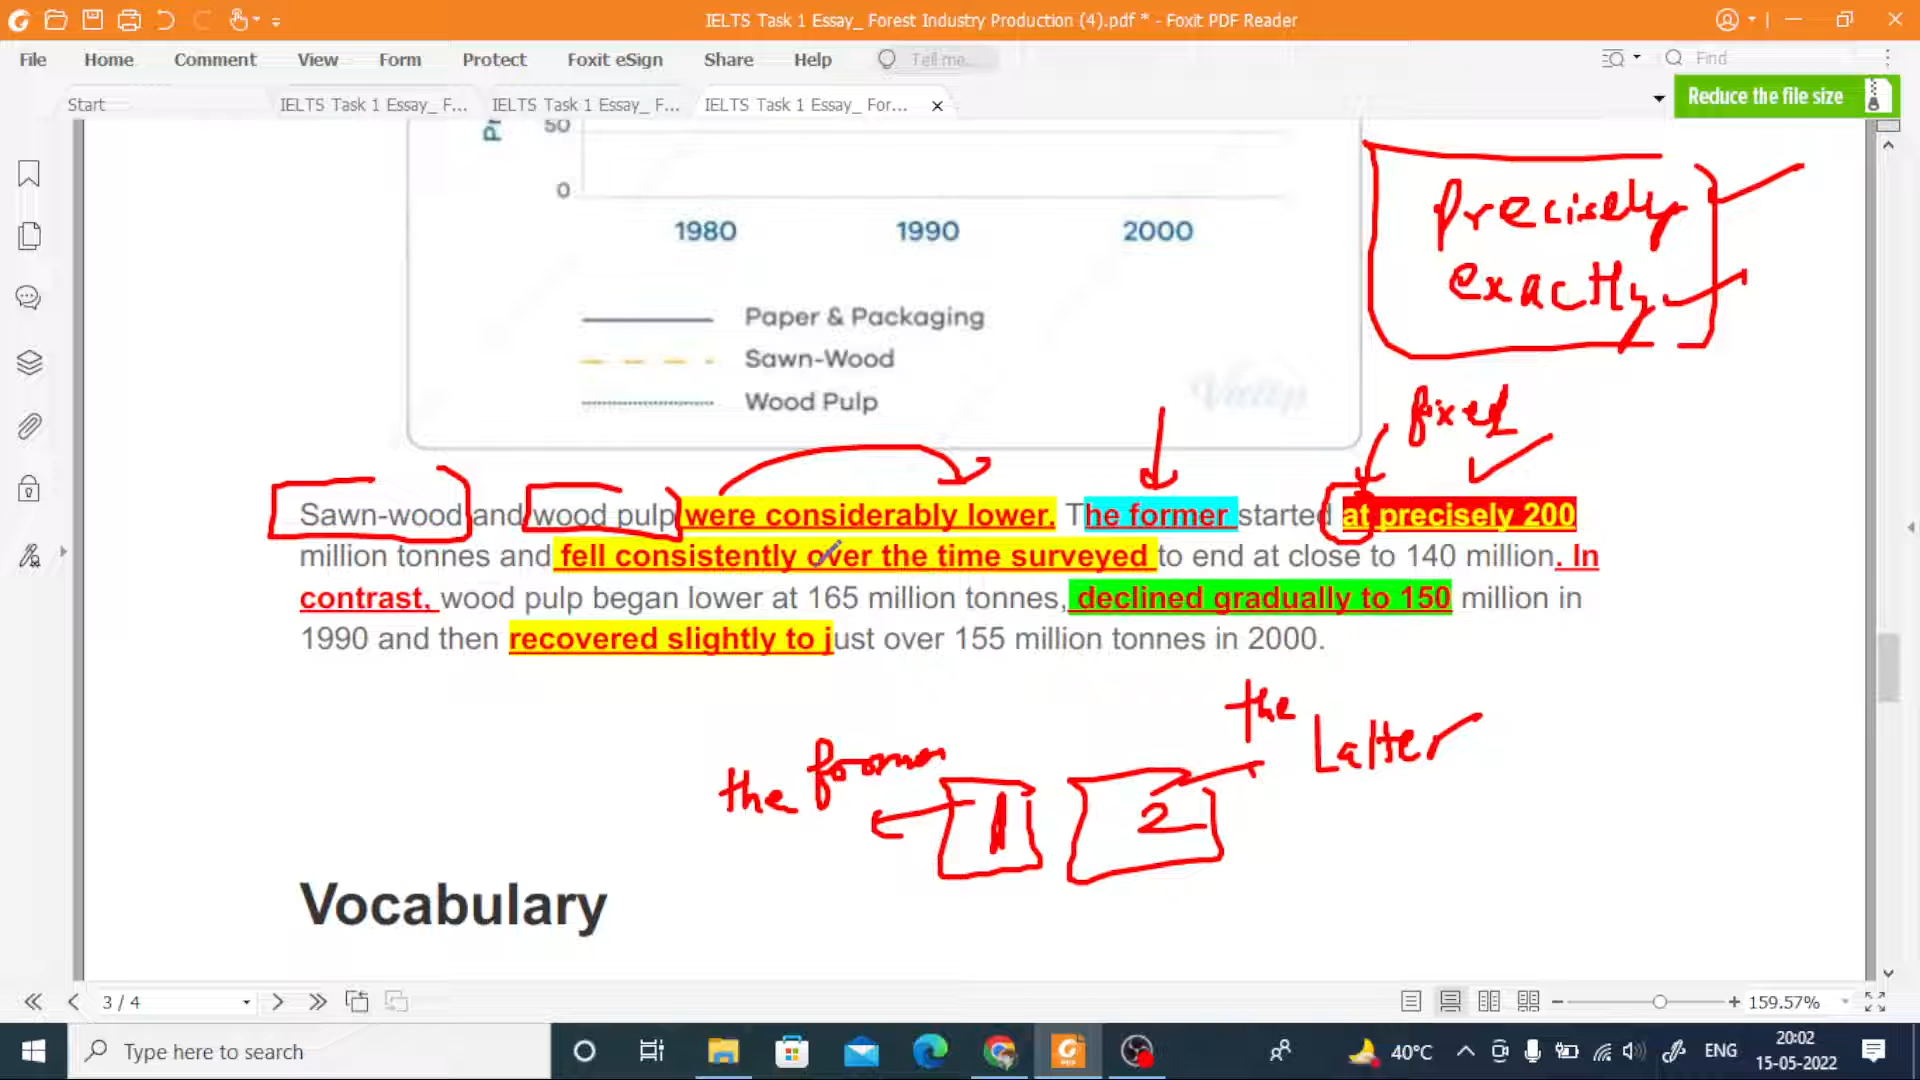 IELTS Task 1 Essay_ Forest Industry Production (4).pdf * - Foxit PDF Reader
File Home Comment View Form Protect Foxit eSign Share Help Tell me... Find
Start IELTS Task 1 Essay_ F... IELTS Task 1 Essay_ F... IELTS Task 1 Essay_ For...
Reduce the file size
50
0
1980 1990 2000
Paper & Packaging
Sawn-Wood
Wood Pulp
precisely
exactly
fixed
Sawn-wood and wood pulp were considerably lower. The former started at precisely 200
million tonnes and fell consistently over the time surveyed to end at close to 140 million. In
contrast, wood pulp began lower at 165 million tonnes, declined gradually to 150 million in
1990 and then recovered slightly to just over 155 million tonnes in 2000.
the Latter
the former
1 2
Vocabulary
3 / 4
159.57%
Type here to search
40°C
ENG
20:02
15-05-2022